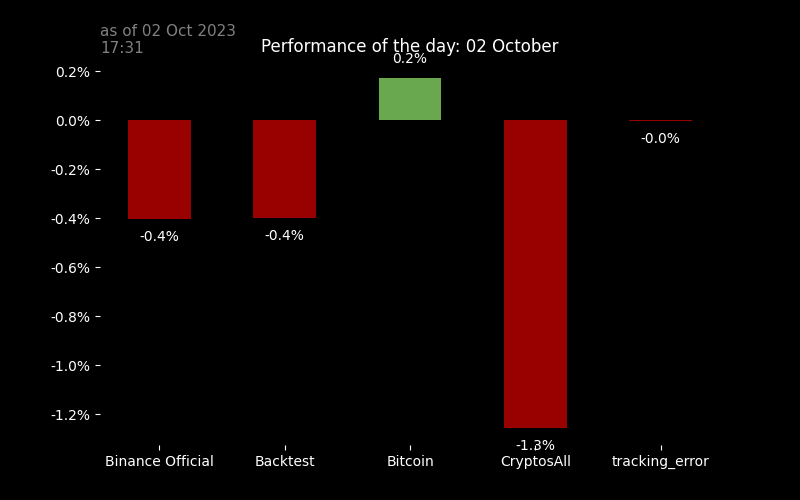 as of 02 Oct 2023
17:31
Performance of the day: 02 October
0.2%
0.2%
0.0%
-0.0%
-0.2%
-0.4%
-0.4%
-0.4%
-0.6%
-0.8%
-1.0%
-1.2%
-1.3%
Binance Official
Backtest
Bitcoin
CryptosAll
tracking_error